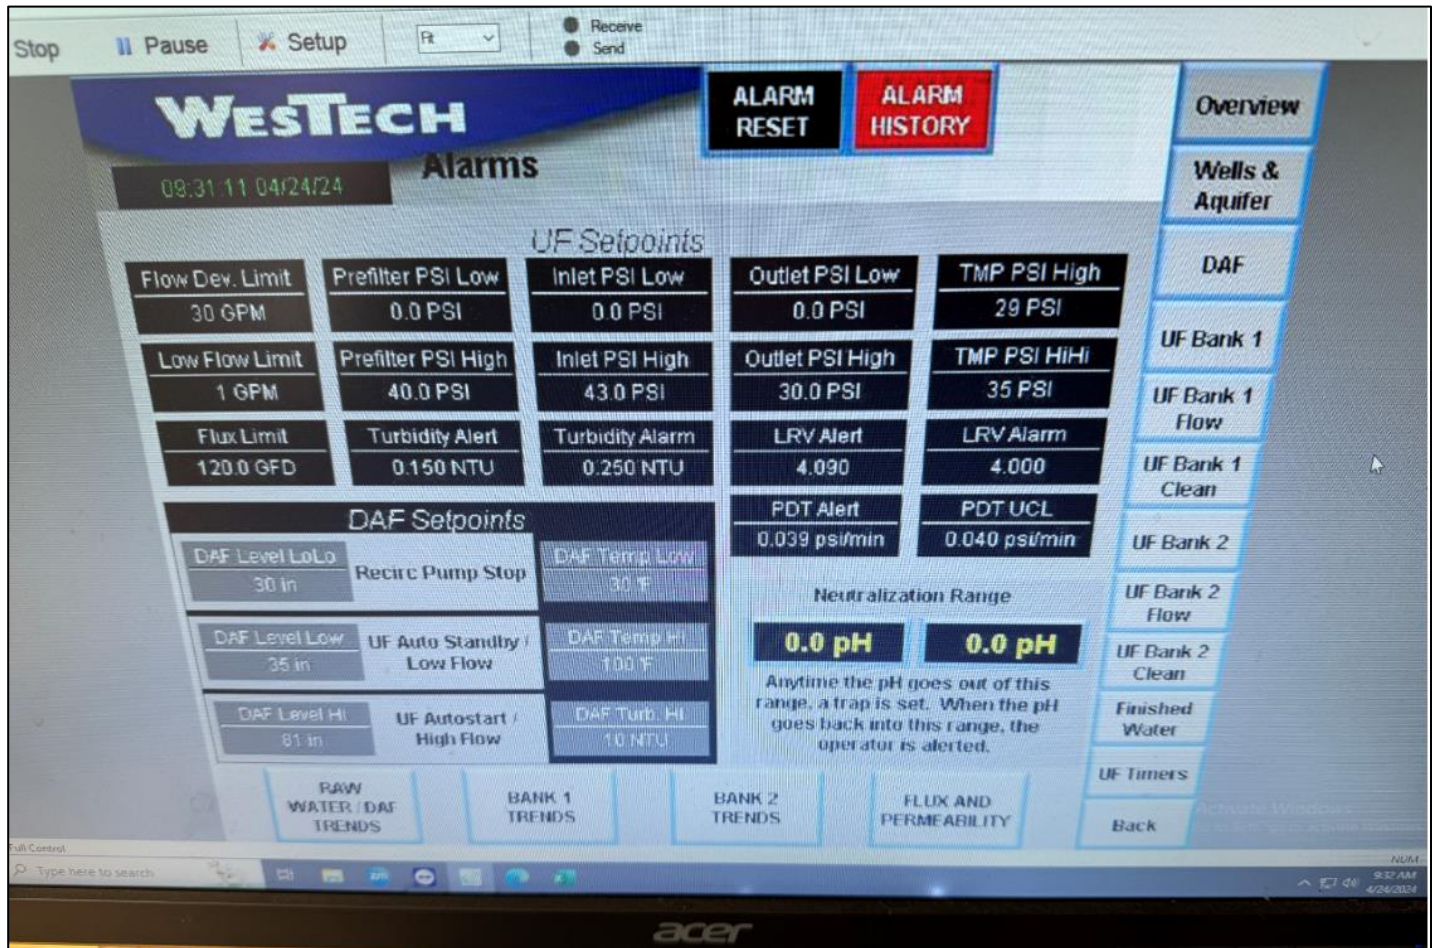 Stop
Pause
Setup
Fit
Receive
Send
WESTECH
ALARM
RESET
ALARM
HISTORY
Overview
09:31:11 04/24/24
Alarms
Wells &
Aquifer
UF Setpoints
DAF
Flow Dev. Limit
30 GPM
Prefilter PSI Low
0.0 PSI
Inlet PSI Low
0.0 PSI
Outlet PSI Low
0.0 PSI
TMP PSI High
29 PSI
UF Bank 1
Low Flow Limit
1 GPM
Prefilter PSI High
40.0 PSI
Inlet PSI High
43.0 PSI
Outlet PSI High
30.0 PSI
TMP PSI HiHi
35 PSI
UF Bank 1
Flow
Flux Limit
120.0 GFD
Turbidity Alert
0.150 NTU
Turbidity Alarm
0.250 NTU
LRV Alert
4.090
LRV Alarm
4.000
UF Bank 1
Clean
PDT Alert
0.039 psi/min
PDT UCL
0.040 psi/min
UF Bank 2
DAF Setpoints
DAF Level LoLo
30 in
Recirc Pump Stop
DAF Temp Low
30 °F
Neutralization Range
UF Bank 2
Flow
DAF Level Low
35 in
UF Auto Standby /
Low Flow
DAF Temp Hi
100 °F
0.0 pH
0.0 pH
UF Bank 2
Clean
Anytime the pH goes out of this
range, a trap is set. When the pH
goes back into this range, the
operator is alerted.
DAF Level Hi
81 in
UF Autostart /
High Flow
DAF Turb. Hi
10 NTU
Finished
Water
UF Timers
RAW
WATER / DAF
TRENDS
BANK 1
TRENDS
BANK 2
TRENDS
FLUX AND
PERMEABILITY
Back
Activate Windows
Full Control
NUM
Type here to search
9:32 AM
4/24/2024
acer